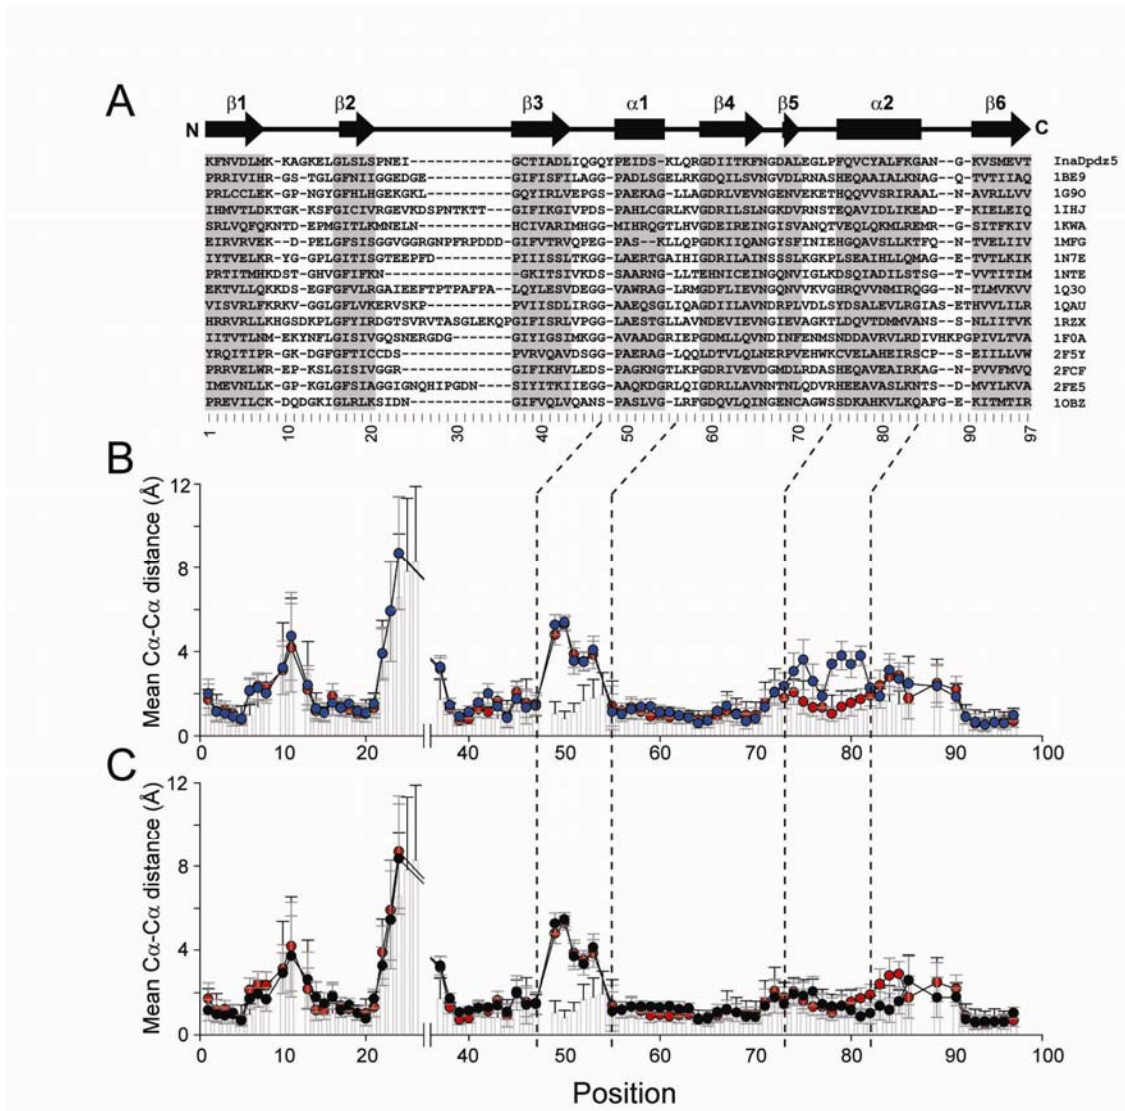 A
β1 β2 β3 α1 β4 β5 α2 β6
N C
KFNVDLMK-KAGKELGLSLSPNEI------------GCTIADLIQGQYPEIDS-KLQRGDIITKFNGDALEGLPFQVCYALFKGAN--G-KVSMEVT InaDpdz5
PRRIVIHR-GS-TGLGFNIIGGEDGE----------GIFISFILAGG-PADLSGELRKGDQILSVNGVDLRNASHEQAAIALKNAG--Q-TVTIIAQ 1BE9
PRLCCLEK-GP-NGYGFHLHGEKGKL----------GQYIRLVEPGS-PAEKAG-LLAGDRLVEVNGENVEKETHQQVVSRIRAAL--N-AVRLLVV 1G9O
IHMVTLDKTGK-KSFGICIVRGEVKDSPNTKTT---GIFIKGIVPDS-PAHLCGRLKVGDRILSLNGKDVRNSTEQAVIDLIKEAD--F-KIELEIQ 1IHJ
SRLVQFQKNTD-EPMGITLKMNELN-----------HCIVARIMHGG-MIHRQGTLHVGDEIREINGISVANQTVEQLQKMLREMR--G-SITFKIV 1KWA
EIRVRVEK--D-PELGFSISGGVGGRGNPFRPDDD-GIFVTRVQPEG-PAS--KLLQPGDKIIQANGYSFINIEHGQAVSLLKTFQ--N-TVELIIV 1MFG
IYTVELKR-YG-GPLGITISGTEEPFD---------PIIISSLTKGG-LAERTGAIHIGDRILAINSSSLKGKPLSEAIHLLQMAG--E-TVTLKIK 1N7E
PRTITMHKDST-GHVGFIFKN---------------GKITSIVKDS-SAARNG-LLTEHNICEINGQNVIGLKDSQIADILSTSG--T-VVTITIM 1NTE
EKTVLLQKKDS-EGFGFVLRGAIEEFTPTPAFPA--LQYLESVDEGG-VAWRAG-LRMGDFLIEVNGQNVVKVGHRQVVNMIRQGG--N-TLMVKVV 1Q3O
VISVRLFKRKV-GGLGFLVKERVSKP----------PVIISDLIRGG-AAEQSGLIQAGDIILAVNDRPLVDLSYDSALEVLRGIAS-ETHVVLILR 1QAU
HRRVRLLKHGSDKPLGFYIRDGTSVRVTASGLEKQPGIFISRLVPGG-LAESTGLLAVNDEVIEVNGIEVAGKTLDQVTDMMVANS--S-NLIITVK 1RZX
IITVTLNM-EKYNFLGISIVGQSNERGDG-------GIYIGSIMKGGAVAADGRIEPGDMLLQVNDINFENMSNDDAVRVLRDIVHKPGPIVLTVA 1F0A
YRQITIPR-GK-DGFGFTICCDS-------------PVRVQAVDSGG-PAERAG-LQQLDTVLQLNERPVEHWKCVELAHEIRSCP--S-EIILLVW 2F5Y
PRRVELWR-EPK-KSLGISIVGGR------------GIFIKHVLEDS-PAGKNGTLKPGDRIVEVDGMDLRDASHEQAVEAIRKAG--N-PVVFMVQ 2FCF
IMEVNLLK-GP-KGLGFSIAGGIGNQHIPGDN----SIYITKIIEGG-AAQKDGRLQIGDRLLAVNNTNLQDVRHEEAVASLKNTS--D-MVYLKVA 2FE5
PREVILCK-DQDGKIGLRLKSIDN------------GIFVQLVQANS-PASLVG-LRFGDQVLQINGENCAGWSSDKAHKVLKQAFGE-KITMTIR 1OBZ
1 10 20 30 40 50 60 70 80 90 97
B
Mean Cα-Cα distance (Å)
12
8
4
0
0 10 20 40 50 60 70 80 90 100
C
Mean Cα-Cα distance (Å)
12
8
4
0
0 10 20 40 50 60 70 80 90 100
Position